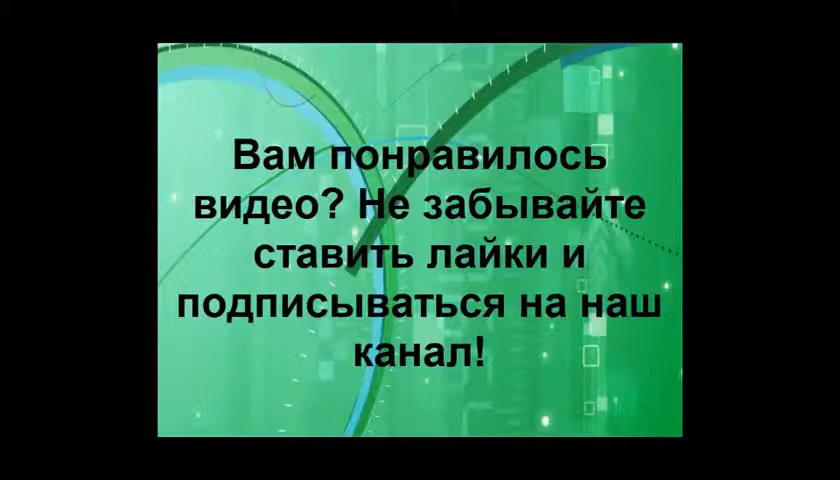 Вам понравилось
видео? Не забывайте
ставить лайки и
подписываться на наш
канал!